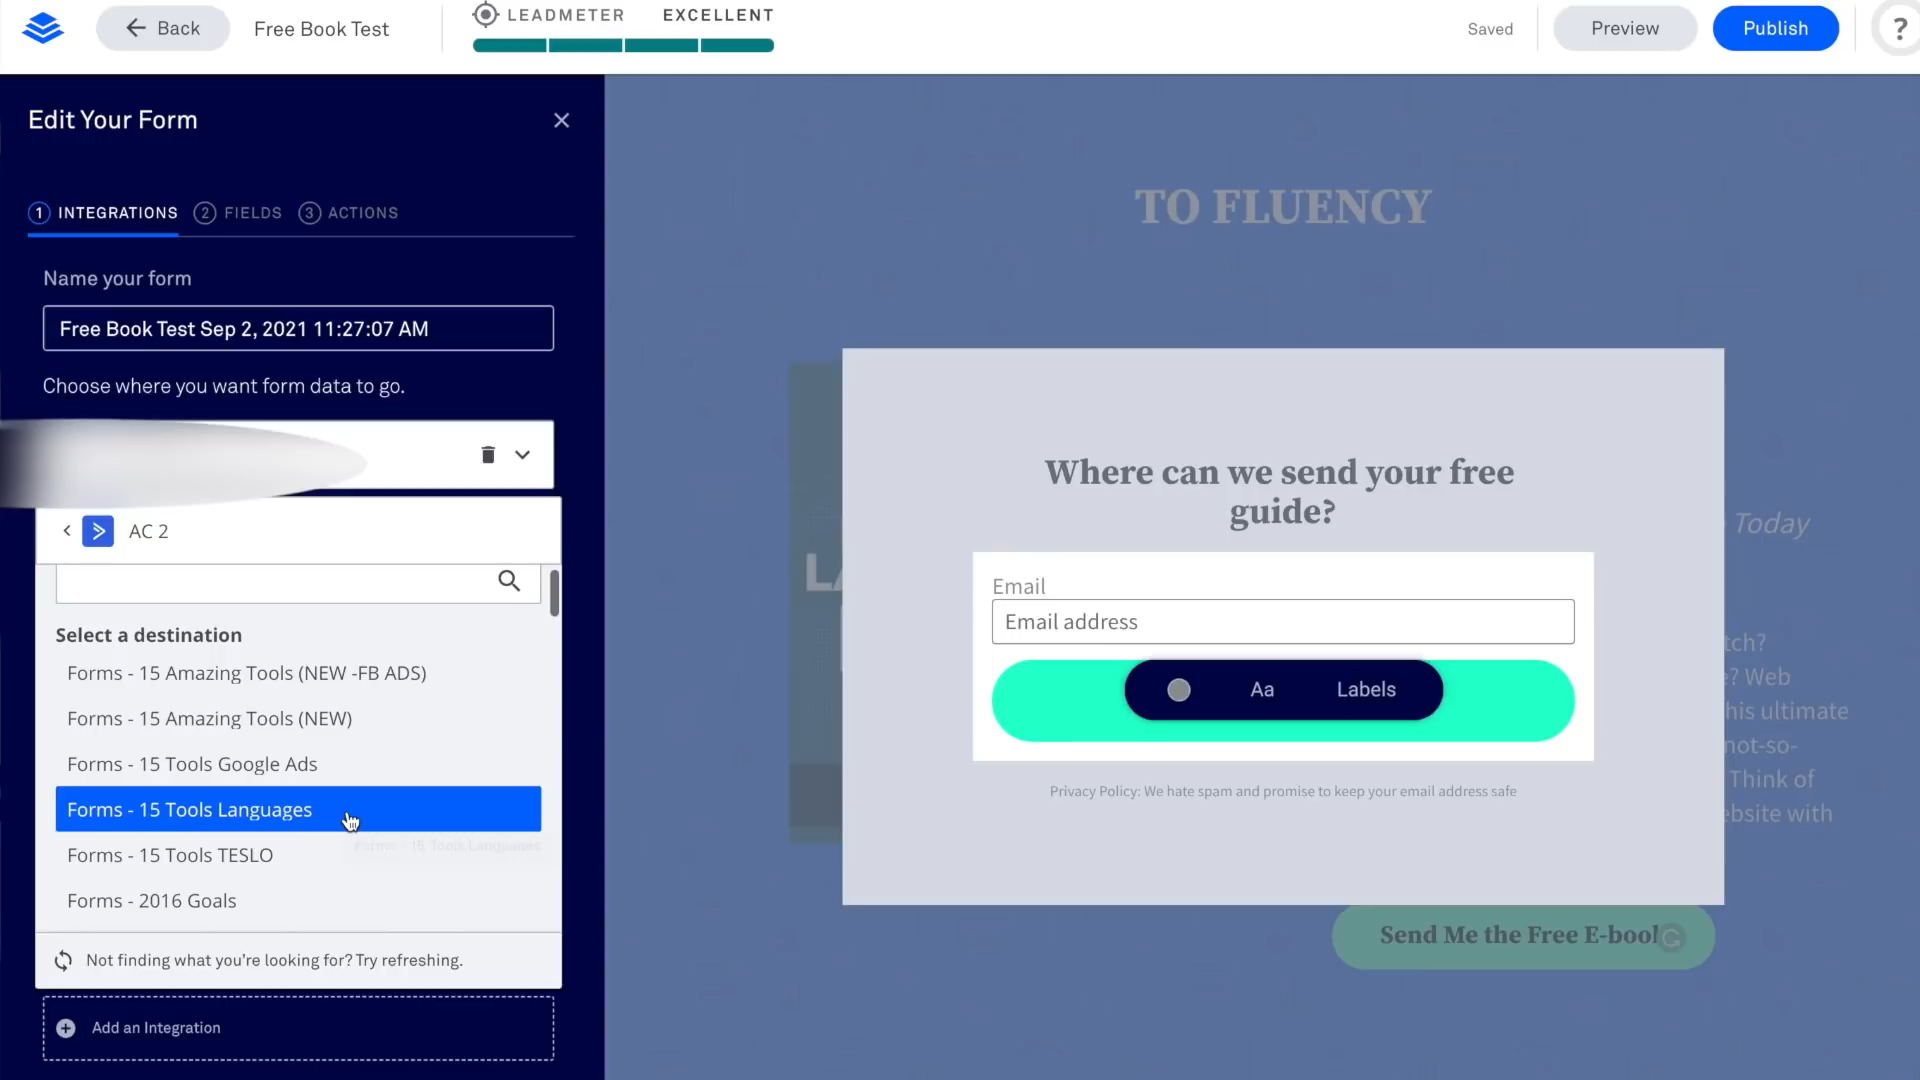 Back
Free Book Test
LEADMETER
EXCELLENT
Saved
Preview
Publish
?
Edit Your Form
1 INTEGRATIONS
2 FIELDS
3 ACTIONS
Name your form
Free Book Test Sep 2, 2021 11:27:07 AM
Choose where you want form data to go.
AC 2
Select a destination
Forms - 15 Amazing Tools (NEW -FB ADS)
Forms - 15 Amazing Tools (NEW)
Forms - 15 Tools Google Ads
Forms - 15 Tools Languages
Forms - 15 Tools Languages
Forms - 15 Tools TESLO
Forms - 2016 Goals
Not finding what you're looking for? Try refreshing.
Add an Integration
TO FLUENCY
Where can we send your free
guide?
Email
Email address
Aa
Labels
Privacy Policy: We hate spam and promise to keep your email address safe
Today
? Web
his ultimate
not-so-
Think of
website with
Send Me the Free E-book